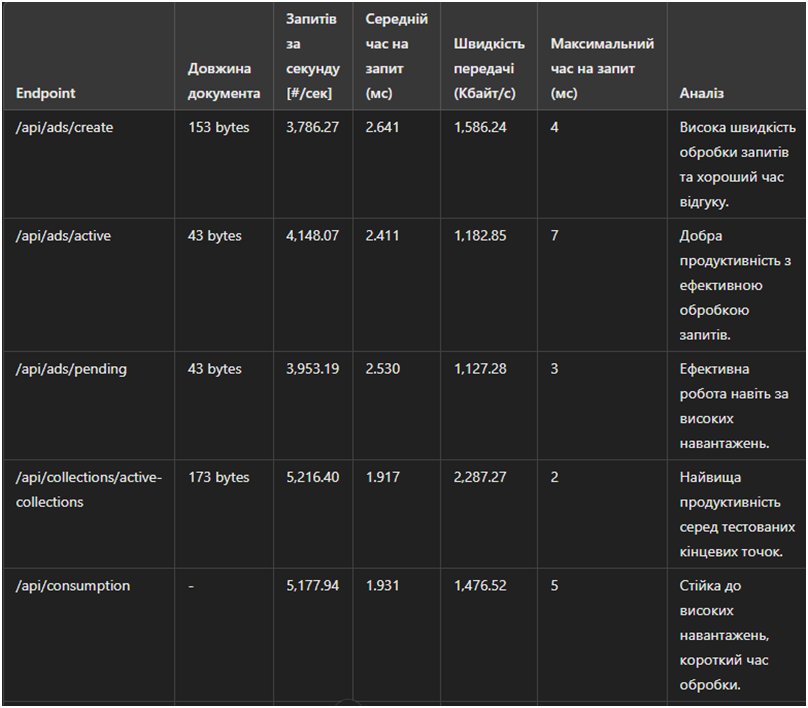 Endpoint
Довжина
документа
Запитів
за
секунду
[#/сек]
Середній
час на
запит
(мс)
Швидкість
передачі
(Кбайт/с)
Максимальний
час на запит
(мс)
Аналіз
/api/ads/create
153 bytes
3,786.27
2.641
1,586.24
4
Висока швидкість
обробки запитів
та хороший час
відгуку.
/api/ads/active
43 bytes
4,148.07
2.411
1,182.85
7
Добра
продуктивність з
ефективною
обробкою
запитів.
/api/ads/pending
43 bytes
3,953.19
2.530
1,127.28
3
Ефективна
робота навіть за
високих
навантажень.
/api/collections/active-
collections
173 bytes
5,216.40
1.917
2,287.27
2
Найвища
продуктивність
серед тестованих
кінцевих точок.
/api/consumption
-
5,177.94
1.931
1,476.52
5
Стійка до
високих
навантажень,
короткий час
обробки.